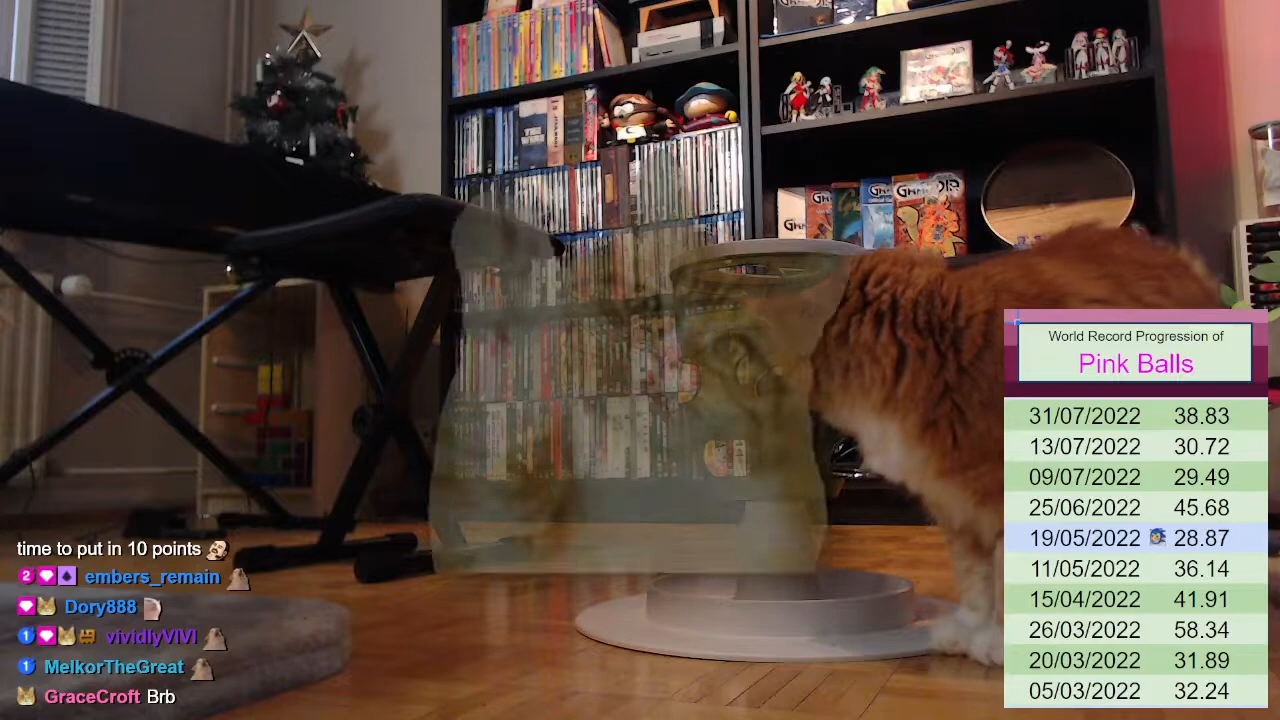 World Record Progression of
Pink Balls
31/07/2022 38.83
13/07/2022 30.72
09/07/2022 29.49
25/06/2022 45.68
19/05/2022 28.87
11/05/2022 36.14
15/04/2022 41.91
26/03/2022 58.34
20/03/2022 31.89
05/03/2022 32.24
time to put in 10 points
2 embers_remain
Dory888
1 vividlyVIVI
1 MelkorTheGreat
GraceCroft Brb